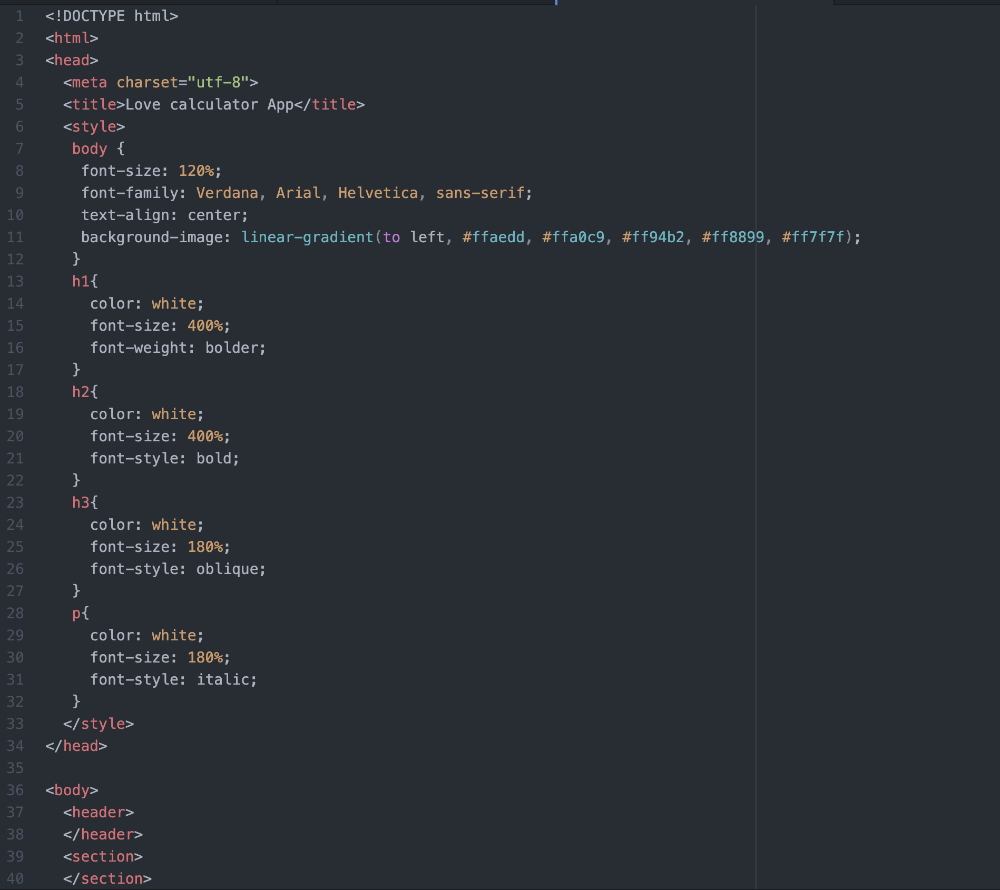 1 <!DOCTYPE html>
2 <html>
3 <head>
4 <meta charset="utf-8">
5 <title>Love calculator App</title>
6 <style>
7 body {
8 font-size: 120%;
9 font-family: Verdana, Arial, Helvetica, sans-serif;
10 text-align: center;
11 background-image: linear-gradient(to left, #ffaedd, #ffa0c9, #ff94b2, #ff8899, #ff7f7f);
12 }
13 h1{
14 color: white;
15 font-size: 400%;
16 font-weight: bolder;
17 }
18 h2{
19 color: white;
20 font-size: 400%;
21 font-style: bold;
22 }
23 h3{
24 color: white;
25 font-size: 180%;
26 font-style: oblique;
27 }
28 p{
29 color: white;
30 font-size: 180%;
31 font-style: italic;
32 }
33 </style>
34 </head>
35
36 <body>
37 <header>
38 </header>
39 <section>
40 </section>